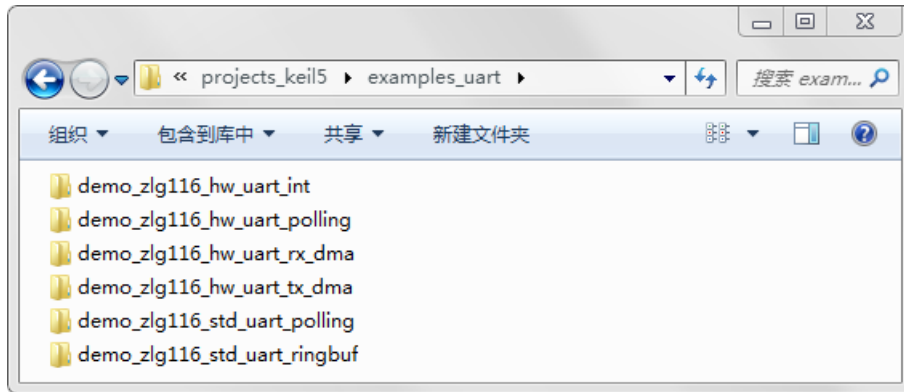 « projects_keil5 ▸ examples_uart ▸ 搜索 exam...
组织 包含到库中 共享 新建文件夹
demo_zlg116_hw_uart_int
demo_zlg116_hw_uart_polling
demo_zlg116_hw_uart_rx_dma
demo_zlg116_hw_uart_tx_dma
demo_zlg116_std_uart_polling
demo_zlg116_std_uart_ringbuf